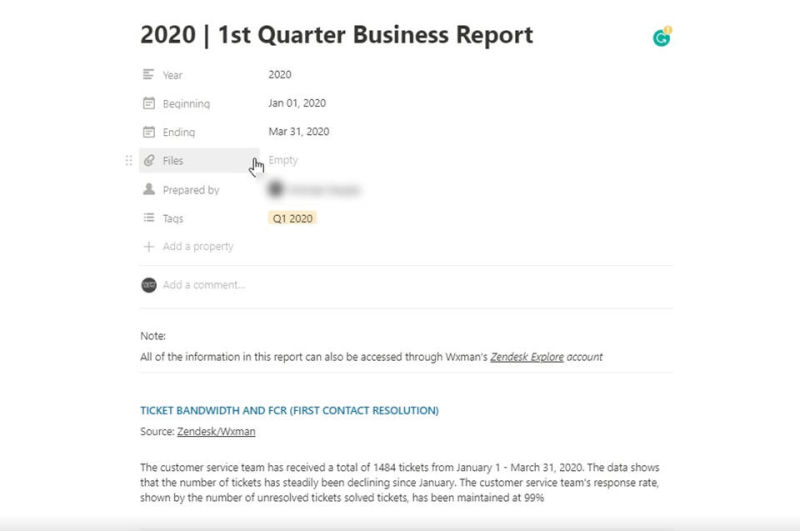 2020 | 1st Quarter Business Report
Year 2020
Beginning Jan 01, 2020
Ending Mar 31, 2020
Files Empty
Prepared by
Tags Q1 2020
Add a property
Add a comment...
Note:
All of the information in this report can also be accessed through Wxman's Zendesk Explore account
TICKET BANDWIDTH AND FCR (FIRST CONTACT RESOLUTION)
Source: Zendesk/Wxman
The customer service team has received a total of 1484 tickets from January 1 - March 31, 2020. The data shows
that the number of tickets has steadily been declining since January. The customer service team's response rate,
shown by the number of unresolved tickets solved tickets, has been maintained at 99%